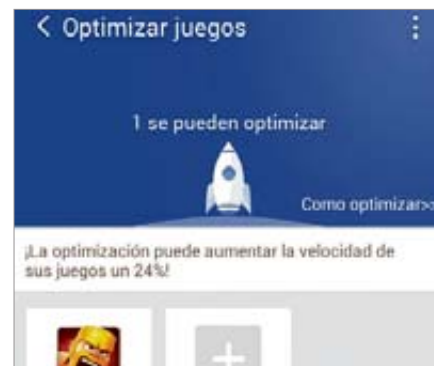 < Optimizar juegos
1 se pueden optimizar
Como optimizar>>
¡La optimización puede aumentar la velocidad de
sus juegos un 24%!